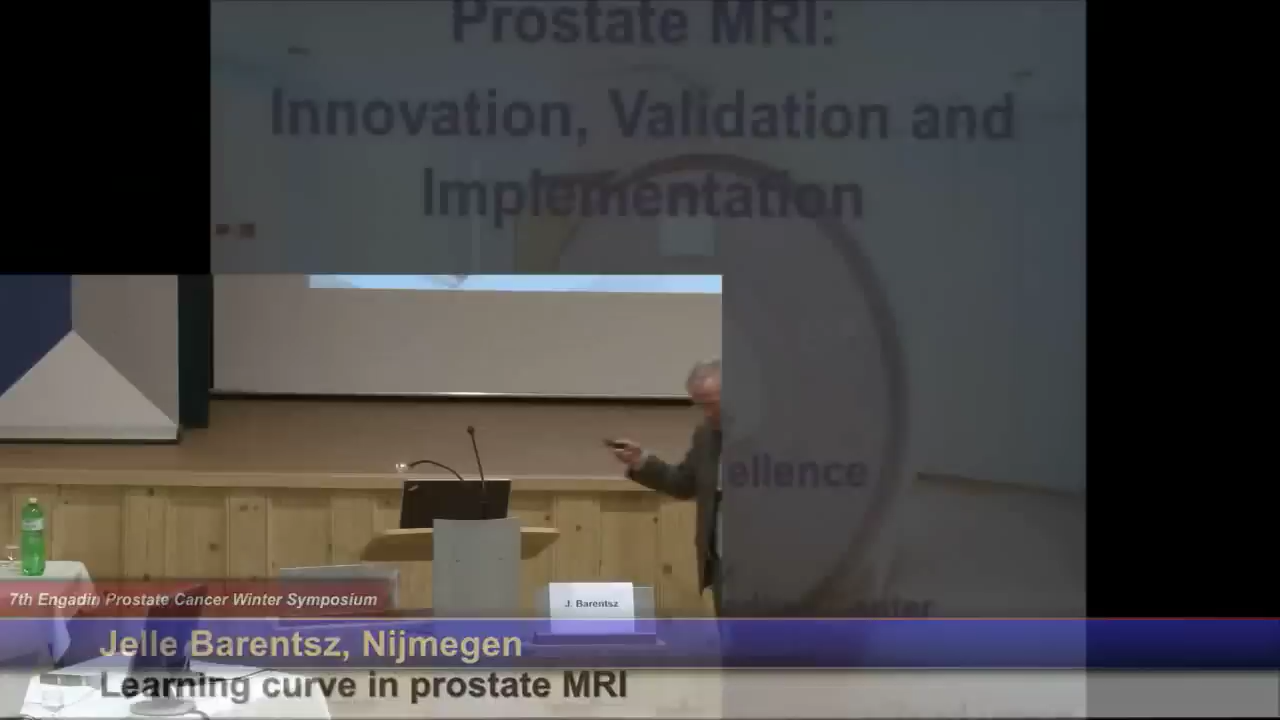 Prostate MRI:
Innovation, Validation and
Implementation
ellence
J. Barentsz
7th Engadin Prostate Cancer Winter Symposium
Jelle Barentsz, Nijmegen
Learning curve in prostate MRI